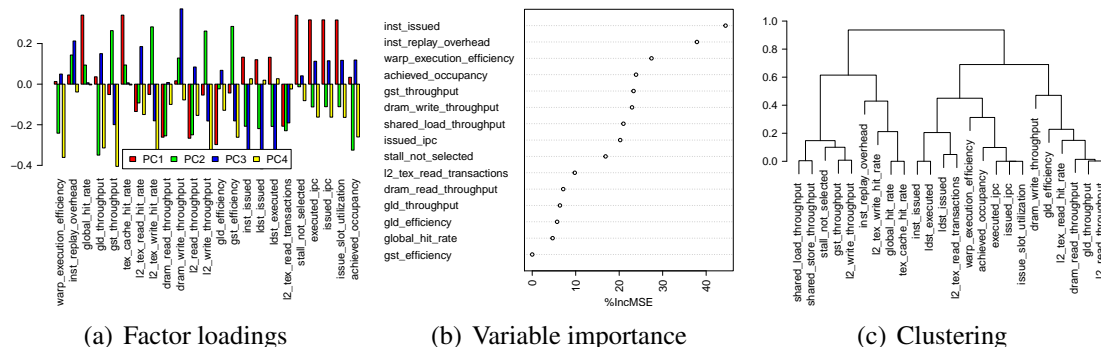 0.2
0.0
−0.2
−0.4
PC1 PC2 PC3 PC4
warp_execution_efficiency
inst_replay_overhead
global_hit_rate
gld_throughput
gst_throughput
tex_cache_hit_rate
l2_tex_read_hit_rate
l2_tex_write_hit_rate
dram_read_throughput
dram_write_throughput
l2_read_throughput
l2_write_throughput
gld_efficiency
gst_efficiency
inst_issued
ldst_issued
ldst_executed
l2_tex_read_transactions
stall_not_selected
executed_ipc
issued_ipc
issue_slot_utilization
achieved_occupancy
(a) Factor loadings
inst_issued
inst_replay_overhead
warp_execution_efficiency
achieved_occupancy
gst_throughput
dram_write_throughput
shared_load_throughput
issued_ipc
stall_not_selected
l2_tex_read_transactions
dram_read_throughput
gld_throughput
gld_efficiency
global_hit_rate
gst_efficiency
0 10 20 30 40
%IncMSE
(b) Variable importance
1.0
0.8
0.6
0.4
0.2
0.0
shared_load_throughput
shared_store_throughput
stall_not_selected
gst_throughput
l2_write_throughput
inst_replay_overhead
l2_tex_write_hit_rate
global_hit_rate
tex_cache_hit_rate
inst_issued
ldst_executed
ldst_issued
l2_tex_read_transactions
warp_execution_efficiency
achieved_occupancy
executed_ipc
issued_ipc
issue_slot_utilization
dram_write_throughput
gld_efficiency
l2_tex_read_hit_rate
dram_read_throughput
gld_throughput
l2_read_throughput
(c) Clustering